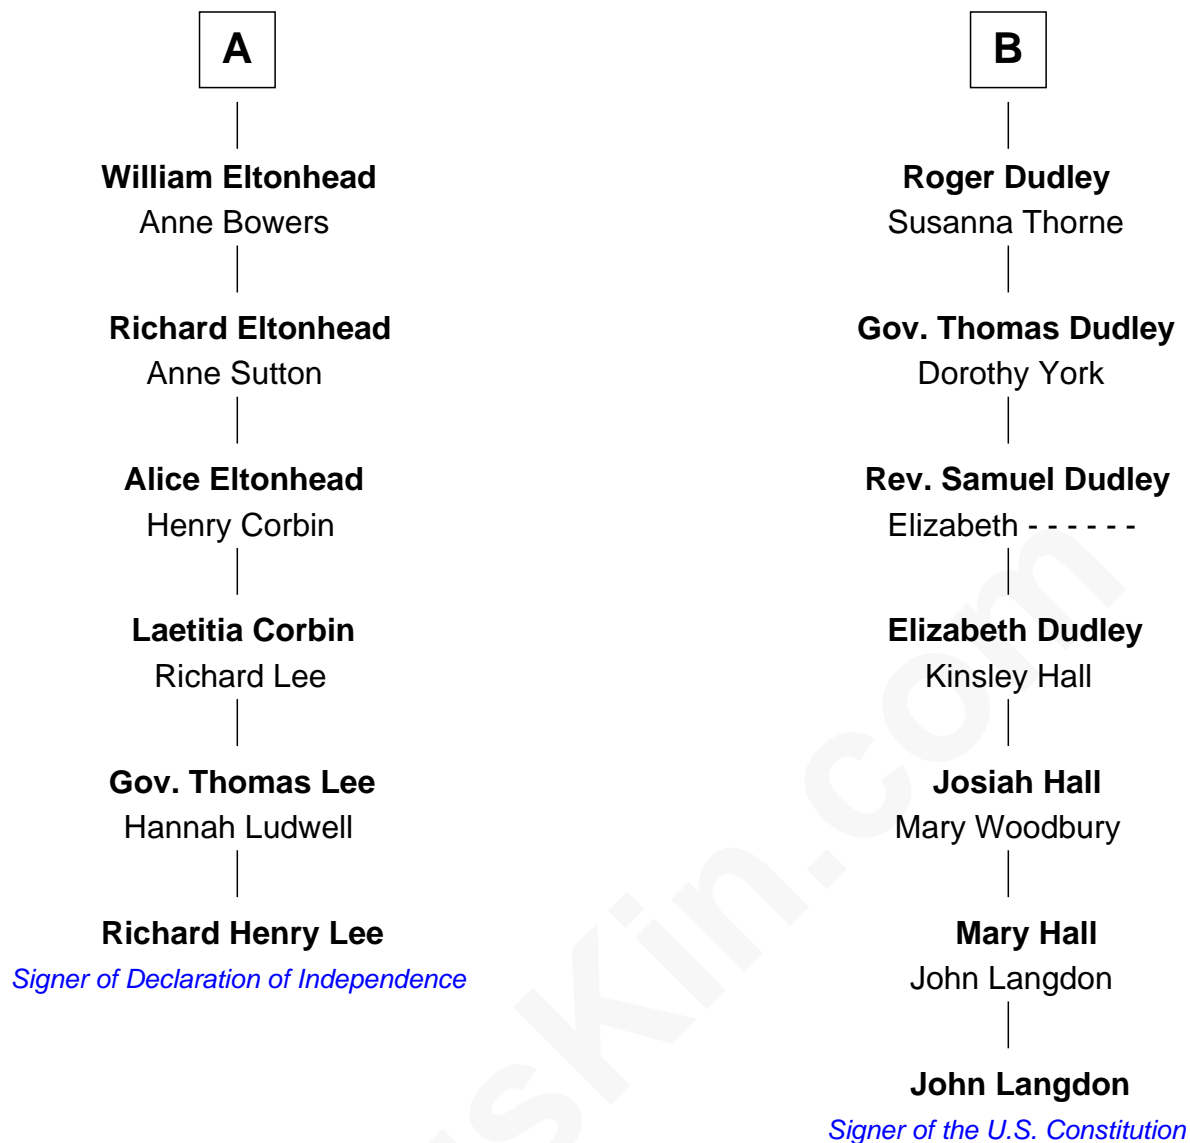 A
William Eltonhead
Anne Bowers
Richard Eltonhead
Anne Sutton
Alice Eltonhead
Henry Corbin
Laetitia Corbin
Richard Lee
Gov. Thomas Lee
Hannah Ludwell
Richard Henry Lee
Signer of Declaration of Independence
B
Roger Dudley
Susanna Thorne
Gov. Thomas Dudley
Dorothy York
Rev. Samuel Dudley
Elizabeth - - - - - -
Elizabeth Dudley
Kinsley Hall
Josiah Hall
Mary Woodbury
Mary Hall
John Langdon
John Langdon
Signer of the U.S. Constitution
sKin.com